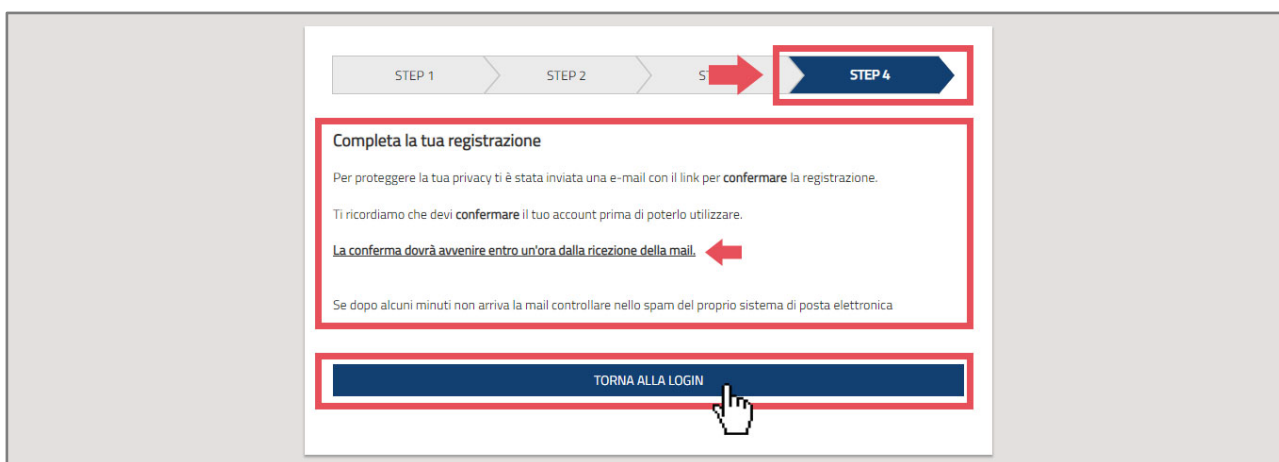 STEP 1
STEP 2
STEP 4
Completa la tua registrazione
Per proteggere la tua privacy ti è stata inviata una e-mail con il link per confermare la registrazione.
Ti ricordiamo che devi confermare il tuo account prima di poterlo utilizzare.
La conferma dovrà avvenire entro un'ora dalla ricezione della mail.
Se dopo alcuni minuti non arriva la mail controllare nello spam del proprio sistema di posta elettronica
TORNA ALLA LOGIN